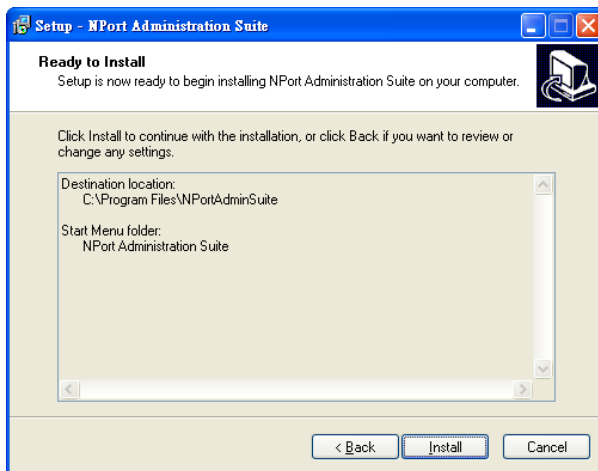 Setup - NPort Administration Suite
Ready to Install
Setup is now ready to begin installing NPort Administration Suite on your computer.
Click Install to continue with the installation, or click Back if you want to review or
change any settings.
Destination location:
C:\Program Files\NPortAdminSuite
Start Menu folder:
NPort Administration Suite
< Back
Install
Cancel